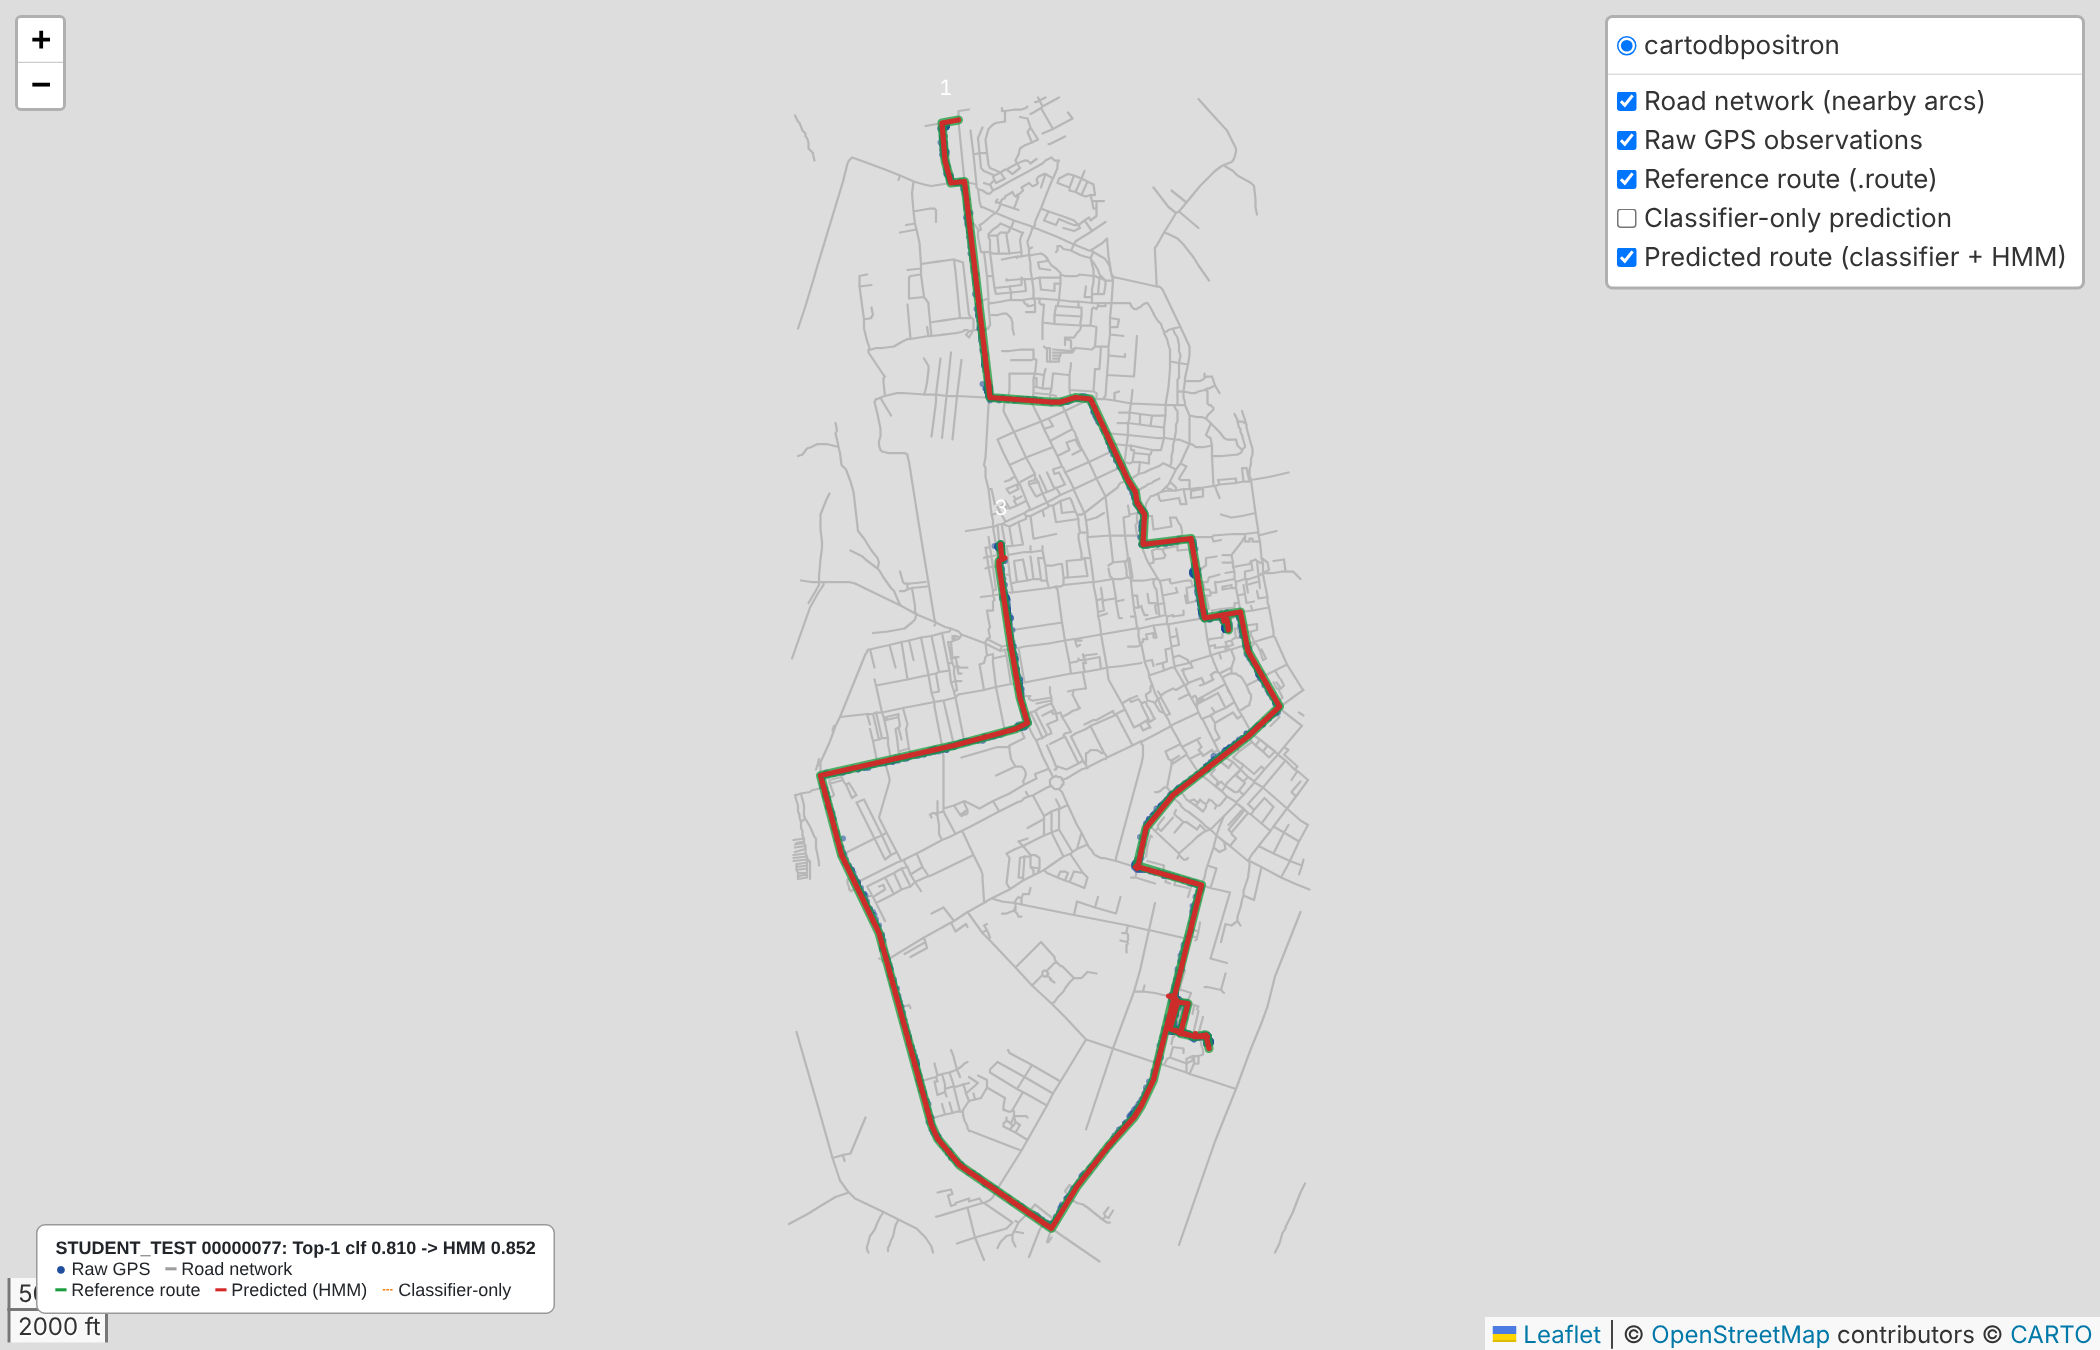 +
−
1
3
cartodbpositron
Road network (nearby arcs)
Raw GPS observations
Reference route (.route)
Classifier-only prediction
Predicted route (classifier + HMM)
STUDENT_TEST 00000077: Top-1 clf 0.810 -> HMM 0.852
Raw GPS Road network
Reference route Predicted (HMM) Classifier-only
2000 ft
Leaflet | © OpenStreetMap contributors © CARTO